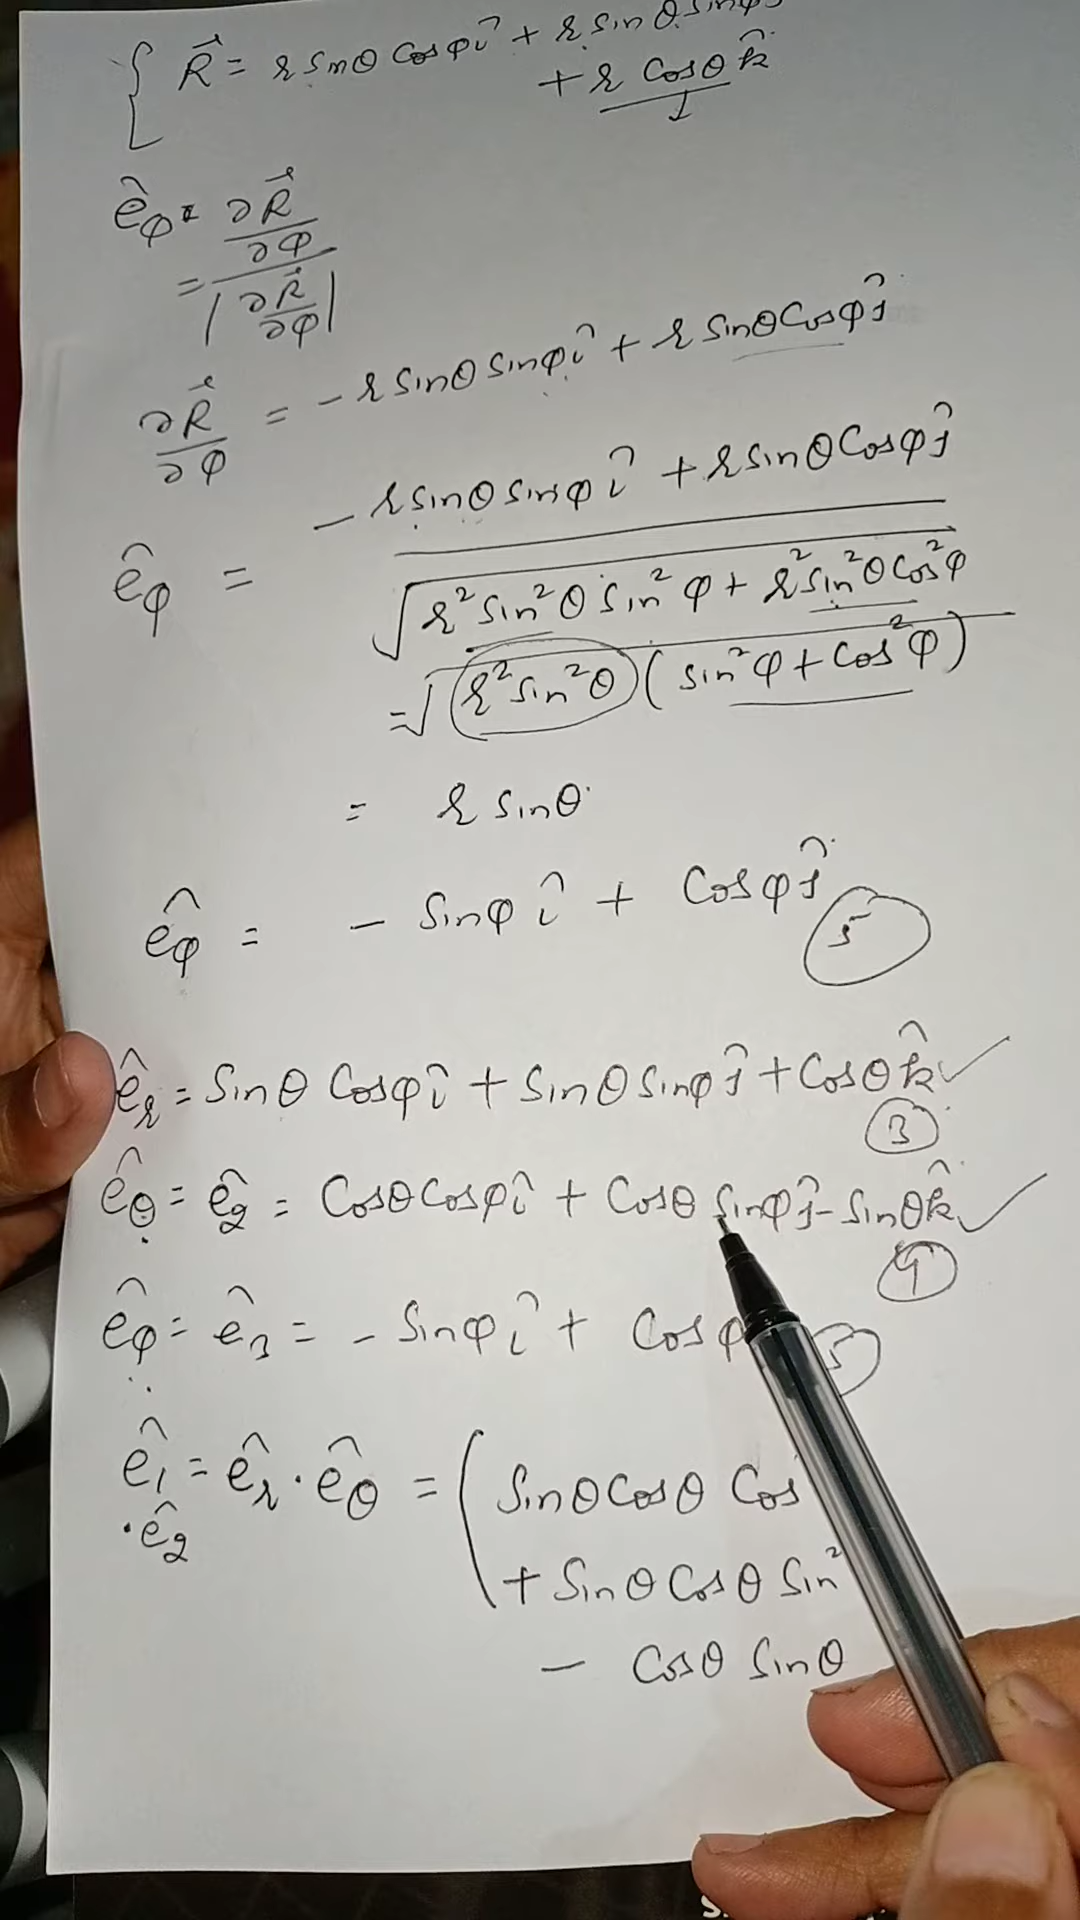 R⃗ = r sinθ cosφ î + r sinθ sinφ
+ r cosθ k̂
ê_φ = ∂R⃗/∂φ
= / |∂R⃗/∂φ|
∂R⃗/∂φ = - r sinθ sinφ î + r sinθ cosφ ĵ
- r sinθ sinφ î + r sinθ cosφ ĵ
ê_φ =
√ r² sin²θ sin²φ + r² sin²θ cos²φ
= √ (r² sin²θ) (sin²φ + cos²φ)
= r sinθ
ê_φ = - sinφ î + cosφ ĵ 5
ê_r = sinθ cosφ î + sinθ sinφ ĵ + cosθ k̂ ✓
3
ê_θ = ê_2 = cosθ cosφ î + cosθ sinφ ĵ - sinθ k̂ ✓
4
ê_φ = ê_3 = - sinφ î + cosφ 5
ê_1 = ê_r · ê_θ = ( sinθ cosθ cos
· ê_2
+ sinθ cosθ sin²
- cosθ sinθ